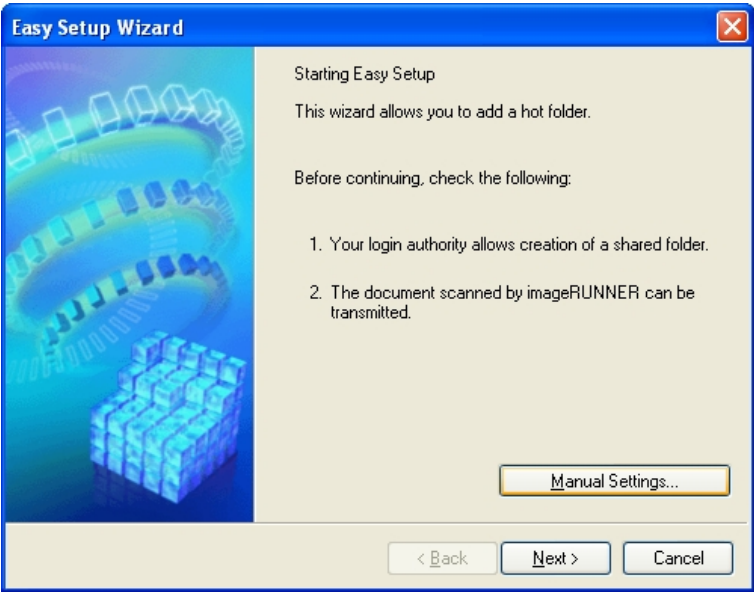 Easy Setup Wizard
Starting Easy Setup
This wizard allows you to add a hot folder.
Before continuing, check the following:
1. Your login authority allows creation of a shared folder.
2. The document scanned by imageRUNNER can be
transmitted.
Manual Settings...
< Back
Next >
Cancel